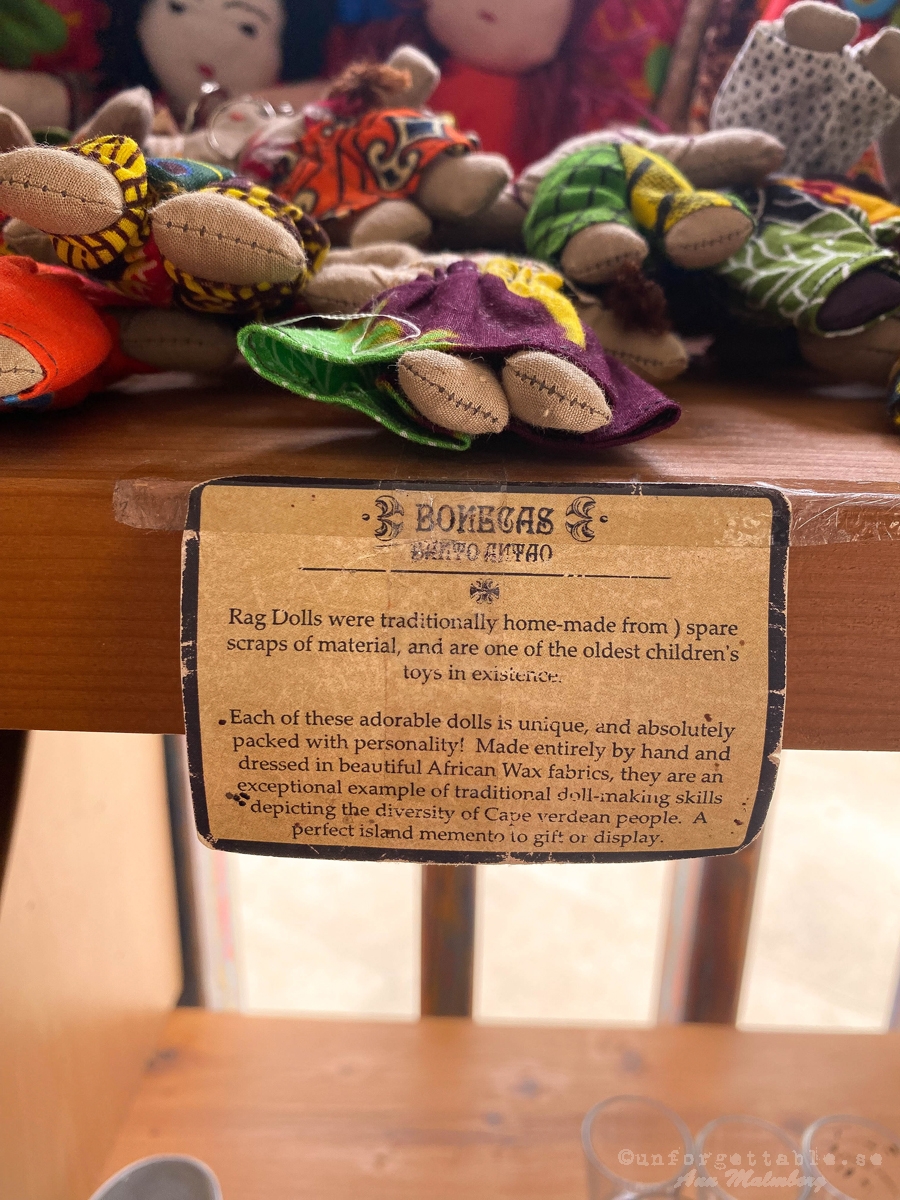 BONECAS
SANTO ANTAO
Rag Dolls were traditionally home-made from ) spare
scraps of material, and are one of the oldest children's
toys in existence.
Each of these adorable dolls is unique, and absolutely
packed with personality! Made entirely by hand and
dressed in beautiful African Wax fabrics, they are an
exceptional example of traditional doll-making skills
depicting the diversity of Cape verdean people. A
perfect island memento to gift or display.
©unforgettable.se
Ann Malmberg